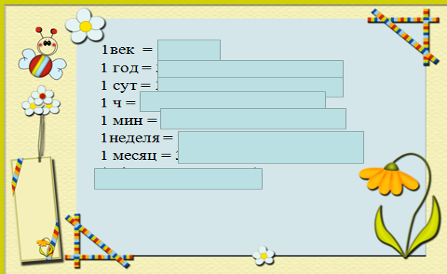 1век =
1 год =
1 сут =
1 ч =
1 мин =
1неделя =
1 месяц =